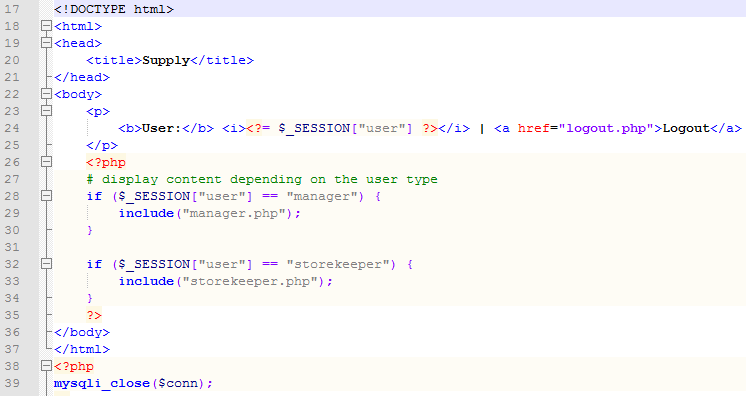 17 <!DOCTYPE html>
18 <html>
19 <head>
20     <title>Supply</title>
21 </head>
22 <body>
23     <p>
24         <b>User:</b> <i><?= $_SESSION["user"] ?></i> | <a href="logout.php">Logout</a>
25     </p>
26     <?php
27     # display content depending on the user type
28     if ($_SESSION["user"] == "manager") {
29         include("manager.php");
30     }
31
32     if ($_SESSION["user"] == "storekeeper") {
33         include("storekeeper.php");
34     }
35     ?>
36 </body>
37 </html>
38 <?php
39 mysqli_close($conn);